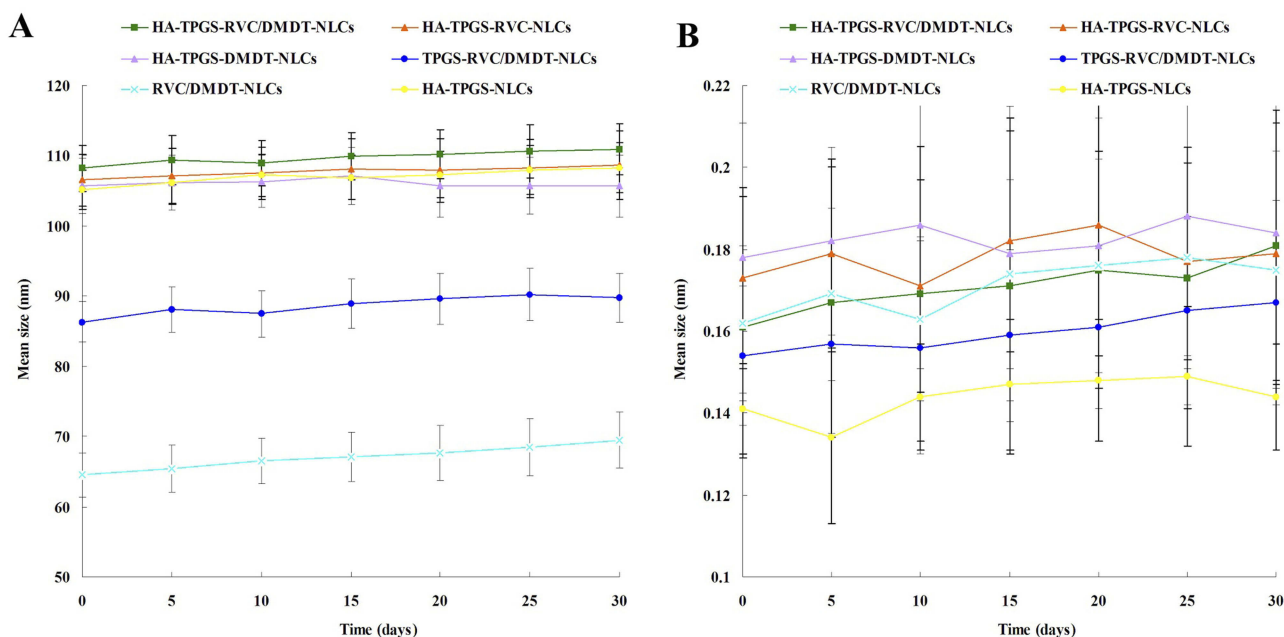 A
HA-TPGS-RVC/DMDT-NLCs
HA-TPGS-RVC-NLCs
HA-TPGS-DMDT-NLCs
TPGS-RVC/DMDT-NLCs
RVC/DMDT-NLCs
HA-TPGS-NLCs
120
110
100
90
80
70
60
50
Mean size (nm)
0 5 10 15 20 25 30
Time (days)
B
HA-TPGS-RVC/DMDT-NLCs
HA-TPGS-RVC-NLCs
HA-TPGS-DMDT-NLCs
TPGS-RVC/DMDT-NLCs
RVC/DMDT-NLCs
HA-TPGS-NLCs
0.22
0.2
0.18
0.16
0.14
0.12
0.1
Mean size (nm)
0 5 10 15 20 25 30
Time (days)